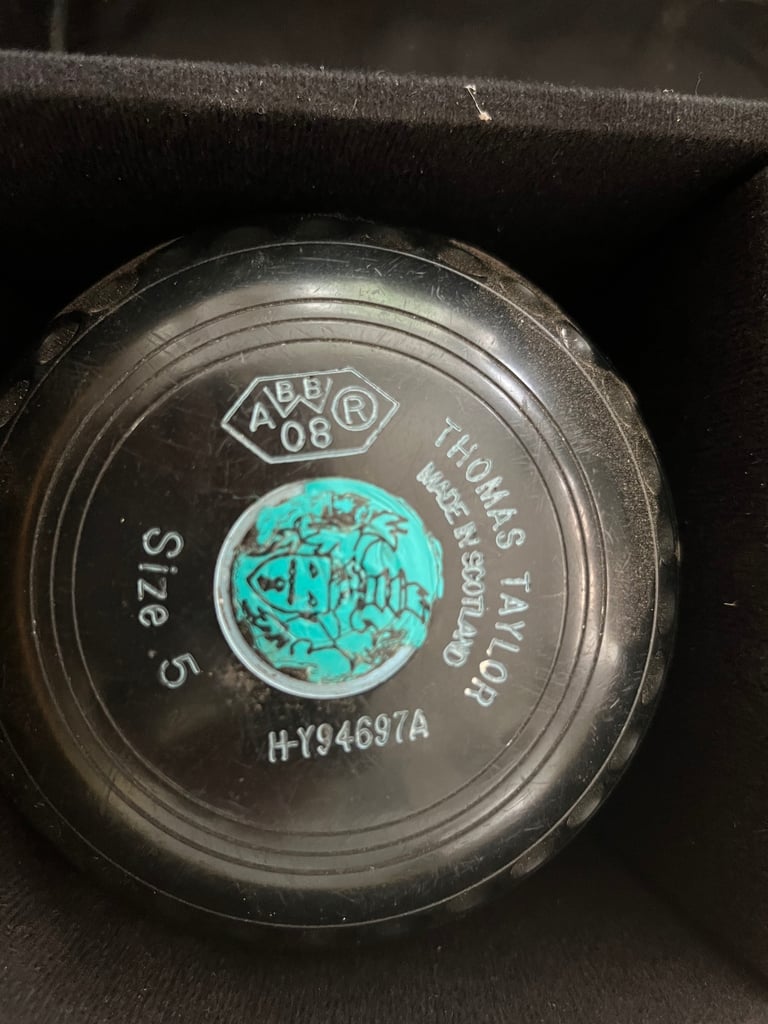 A BB R
08
THOMAS TAYLOR
MADE IN SCOTLAND
Size 5
H-Y94697A